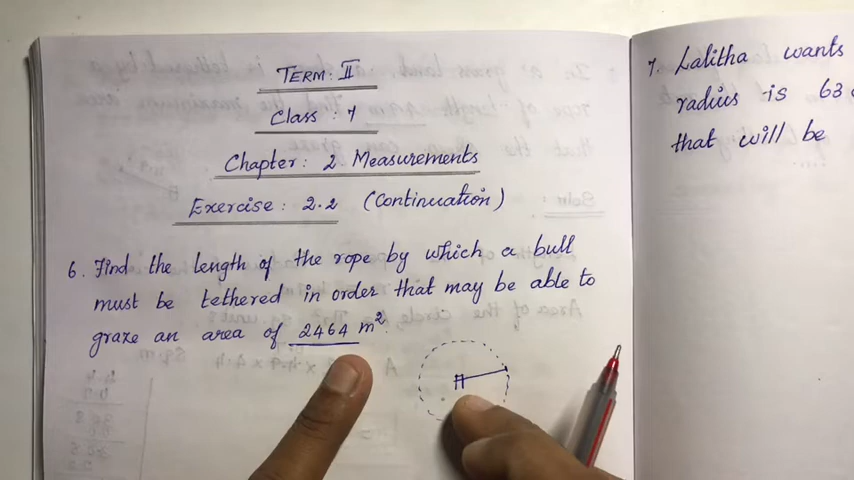 TERM: II
Class: 7
Chapter: 2 Measurements
Exercise: 2.2 (Continuation)
6. Find the length of the rope by which a bull
must be tethered in order that may be able to
graze an area of 2464 m².
7. Lalitha wants
radius is 63
that will be